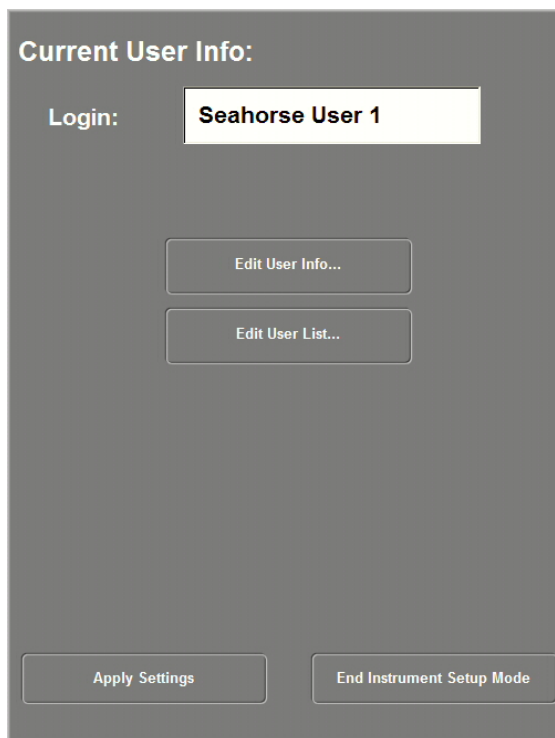 Current User Info:
Login: Seahorse User 1
Edit User Info...
Edit User List...
Apply Settings End Instrument Setup Mode